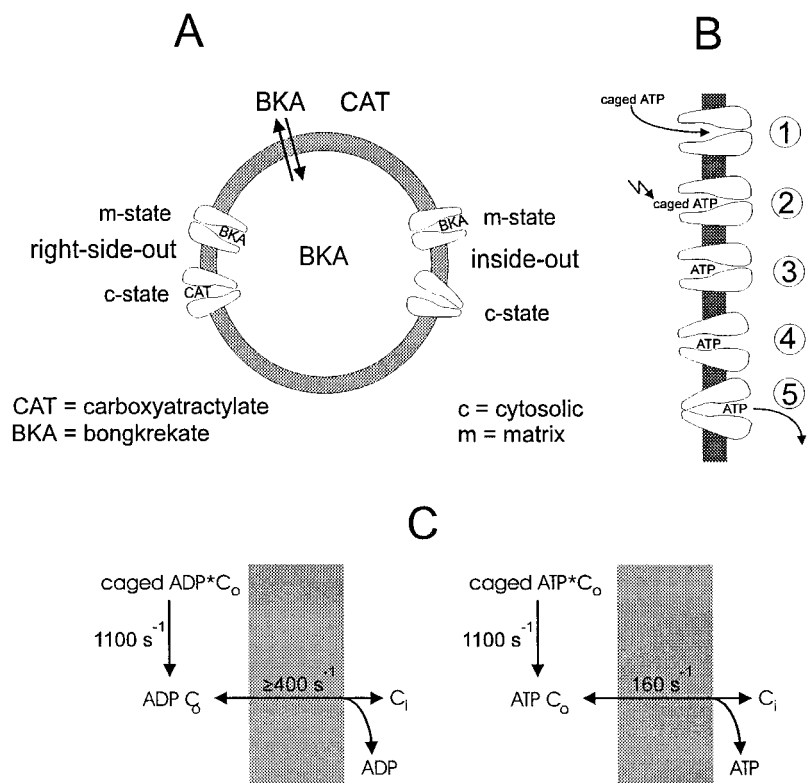 A
BKA CAT
m-state
BKA
right-side-out
c-state
CAT
BKA
BKA
m-state
inside-out
c-state
CAT = carboxyatractylate
BKA = bongkrekate
c = cytosolic
m = matrix
B
caged ATP
1
caged ATP
2
ATP
3
ATP
4
ATP
5
C
caged ADP*Co
1100 s-1
ADP Co
≥400 s-1
Ci
ADP
caged ATP*Co
1100 s-1
ATP Co
160 s-1
Ci
ATP